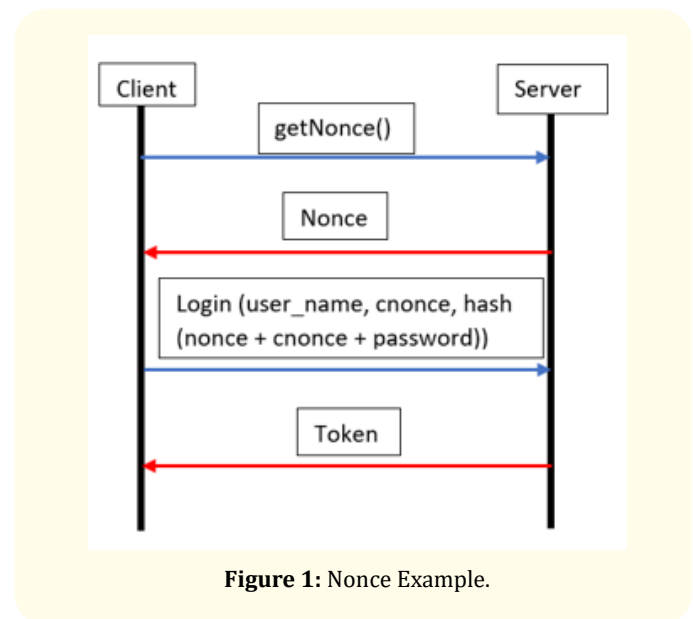 Client
Server
getNonce()
Nonce
Login (user_name, cnonce, hash
(nonce + cnonce + password))
Token
Figure 1: Nonce Example.